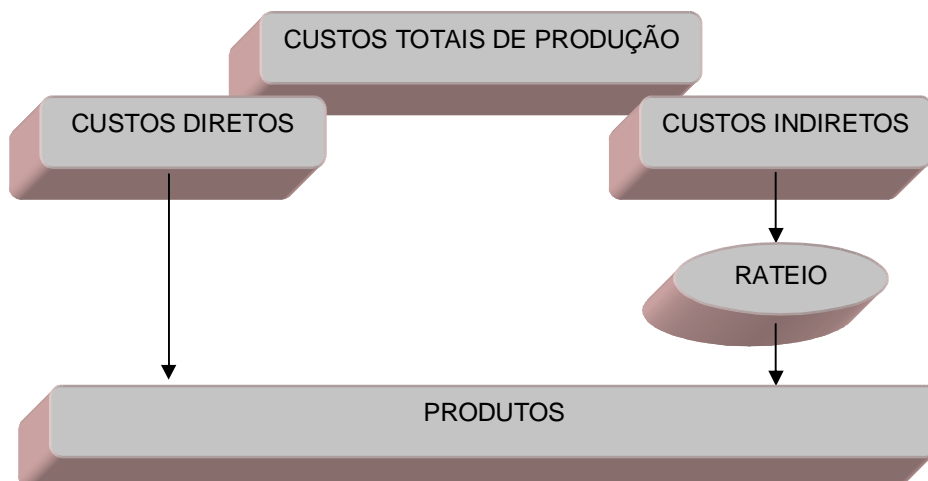 CUSTOS TOTAIS DE PRODUÇÃO
CUSTOS DIRETOS
CUSTOS INDIRETOS
RATEIO
PRODUTOS